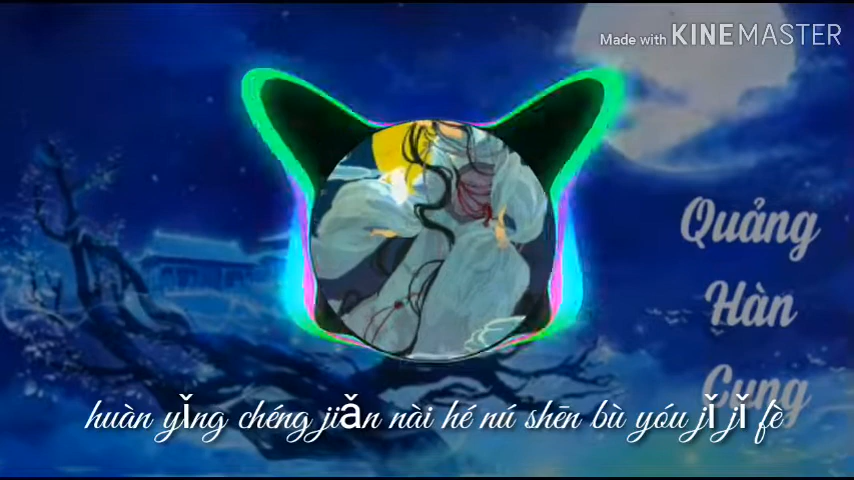 Made with KINEMASTER
Quảng
Hàn
Cung
huàn yǐng chéng jiǎn nài hé nú shēn bù yóu jǐ jǐ fè